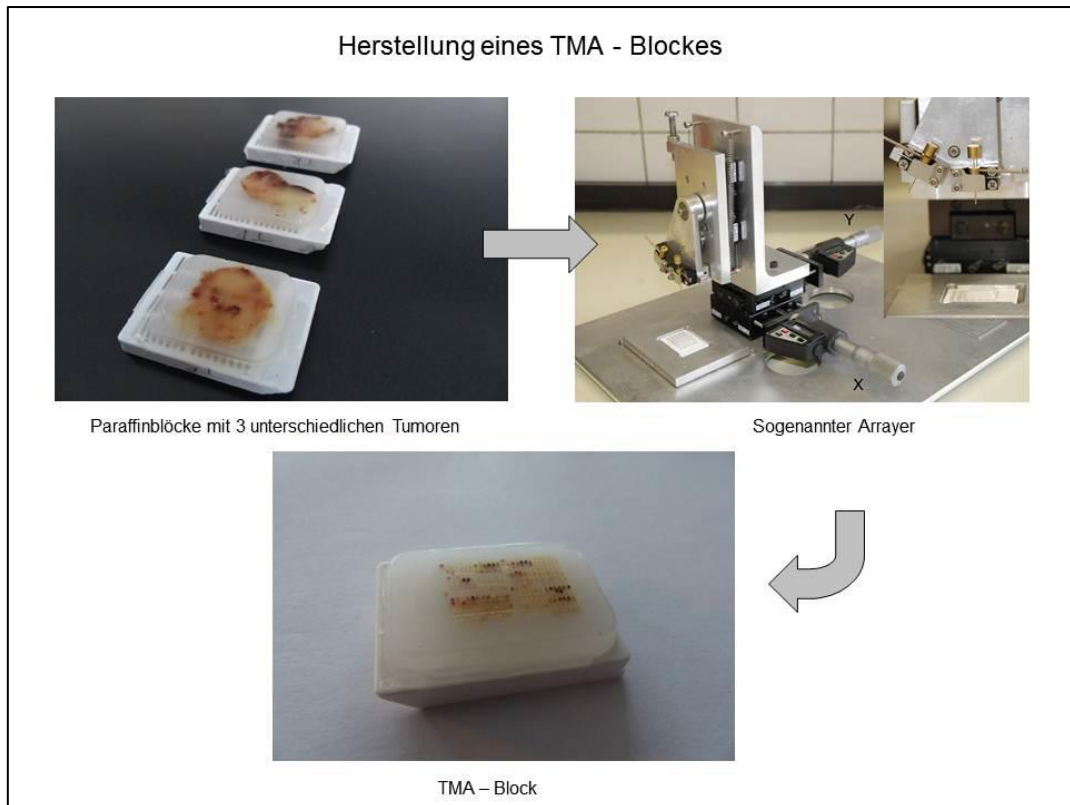 Herstellung eines TMA - Blockes
Y
X
Paraffinblöcke mit 3 unterschiedlichen Tumoren
Sogenannter Arrayer
TMA – Block